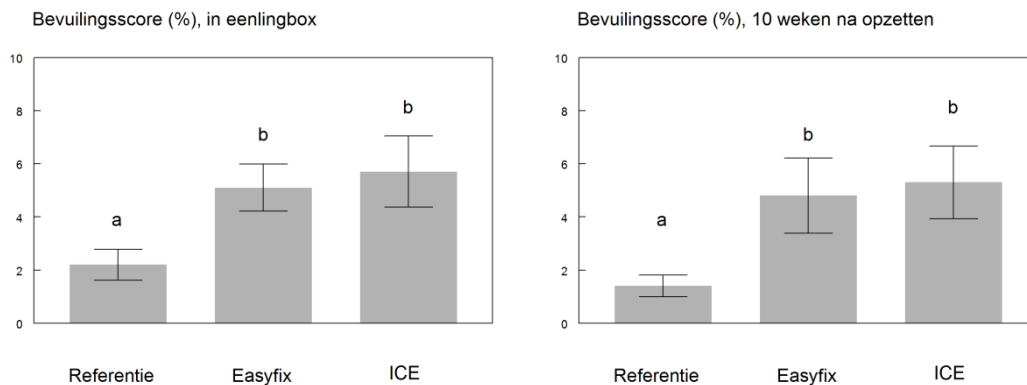 Bevuilingsscore (%), in eenlingbox
10
8
6
4
2
0
a
b
b
Referentie
Easyfix
ICE
Bevuilingsscore (%), 10 weken na opzetten
10
8
6
4
2
0
a
b
b
Referentie
Easyfix
ICE